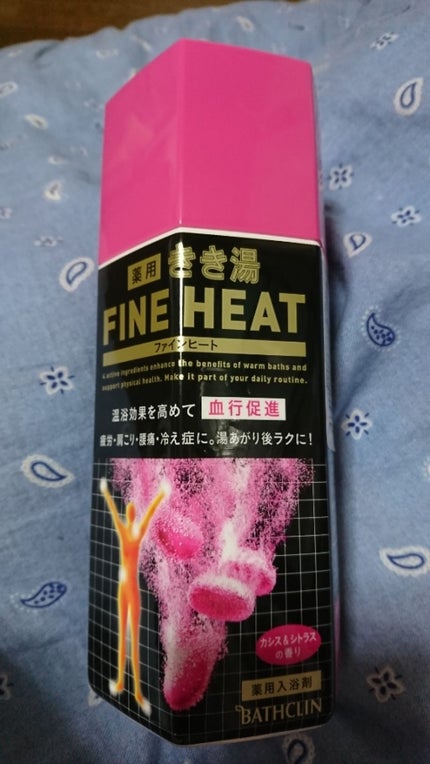 薬用 きき湯
FINE HEAT
ファインヒート
4 active ingredients enhance the benefits of warm baths and
support physical health. Make it part of your daily routine.
温浴効果を高めて 血行促進
疲労・肩こり・腰痛・冷え症に。湯あがり後ラクに!
カシス&シトラス
の香り
薬用入浴剤
BATHCLIN